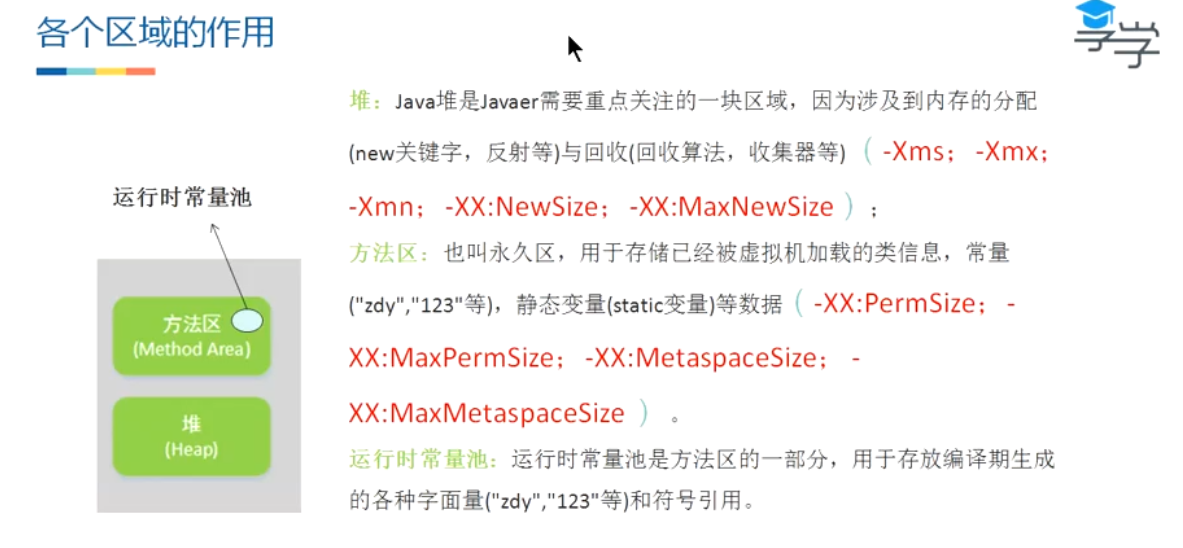 各个区域的作用
享学
堆：Java堆是Javaer需要重点关注的一块区域，因为涉及到内存的分配
(new关键字，反射等)与回收(回收算法，收集器等)（-Xms；-Xmx；
-Xmn；-XX:NewSize；-XX:MaxNewSize）；
方法区：也叫永久区，用于存储已经被虚拟机加载的类信息，常量
("zdy","123"等)，静态变量(static变量)等数据（-XX:PermSize；-
XX:MaxPermSize；-XX:MetaspaceSize；-
XX:MaxMetaspaceSize）。
运行时常量池：运行时常量池是方法区的一部分，用于存放编译期生成
的各种字面量("zdy","123"等)和符号引用。
运行时常量池
方法区
(Method Area)
堆
(Heap)